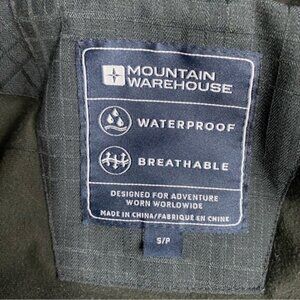 MOUNTAIN
WAREHOUSE
WATERPROOF
BREATHABLE
DESIGNED FOR ADVENTURE
WORN WORLDWIDE
MADE IN CHINA/FABRIQUÉ EN CHINE
S/P